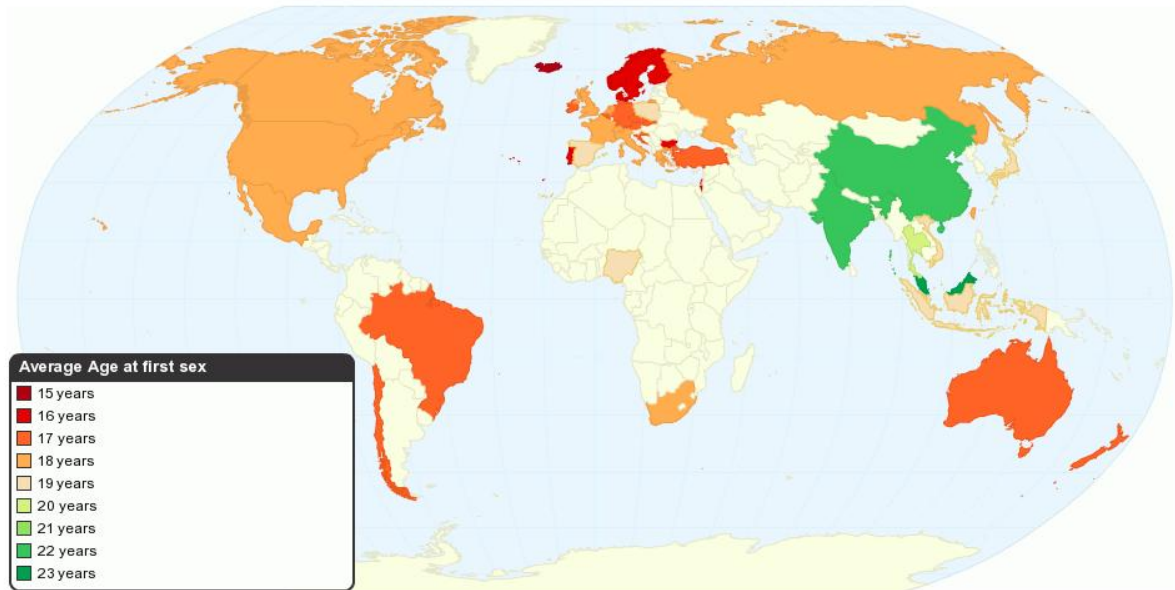 Average Age at first sex
15 years
16 years
17 years
18 years
19 years
20 years
21 years
22 years
23 years